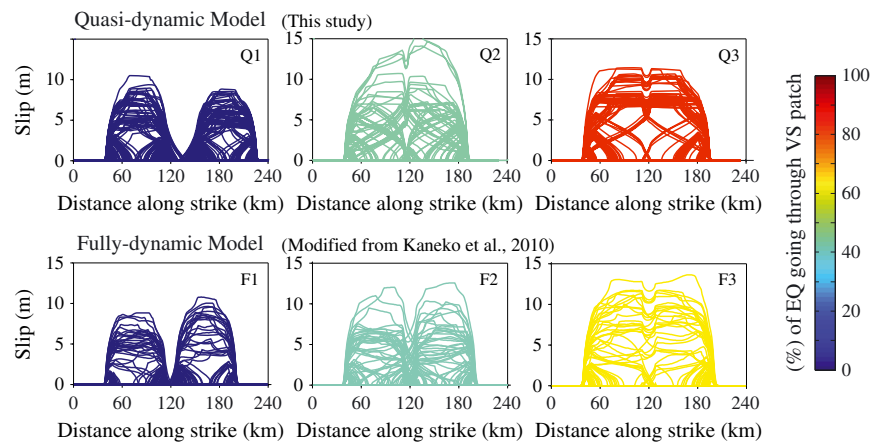 Quasi-dynamic Model (This study)
Q1
Q2
Q3
Slip (m)
15
10
5
0
15
10
5
0
0 60 120 180 240
0 60 120 180 240
0 60 120 180 240
Distance along strike (km)
Distance along strike (km)
Distance along strike (km)
Fully-dynamic Model (Modified from Kaneko et al., 2010)
F1
F2
F3
Slip (m)
15
10
5
0
15
10
5
0
15
10
5
0
0 60 120 180 240
0 60 120 180 240
0 60 120 180 240
Distance along strike (km)
Distance along strike (km)
Distance along strike (km)
100
80
60
40
20
0
(%) of EQ going through VS patch
10
5
0